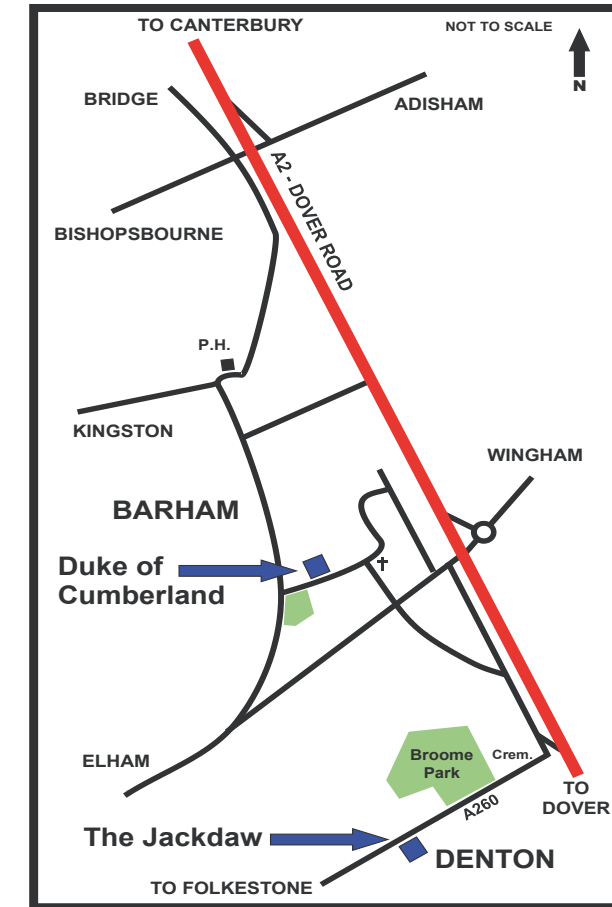 TO CANTERBURY
NOT TO SCALE
N
BRIDGE
ADISHAM
A2 - DOVER ROAD
BISHOPSBOURNE
P.H.
KINGSTON
WINGHAM
BARHAM
Duke of
Cumberland
ELHAM
Broome
Park
Crem.
A260
TO
DOVER
The Jackdaw
DENTON
TO FOLKESTONE